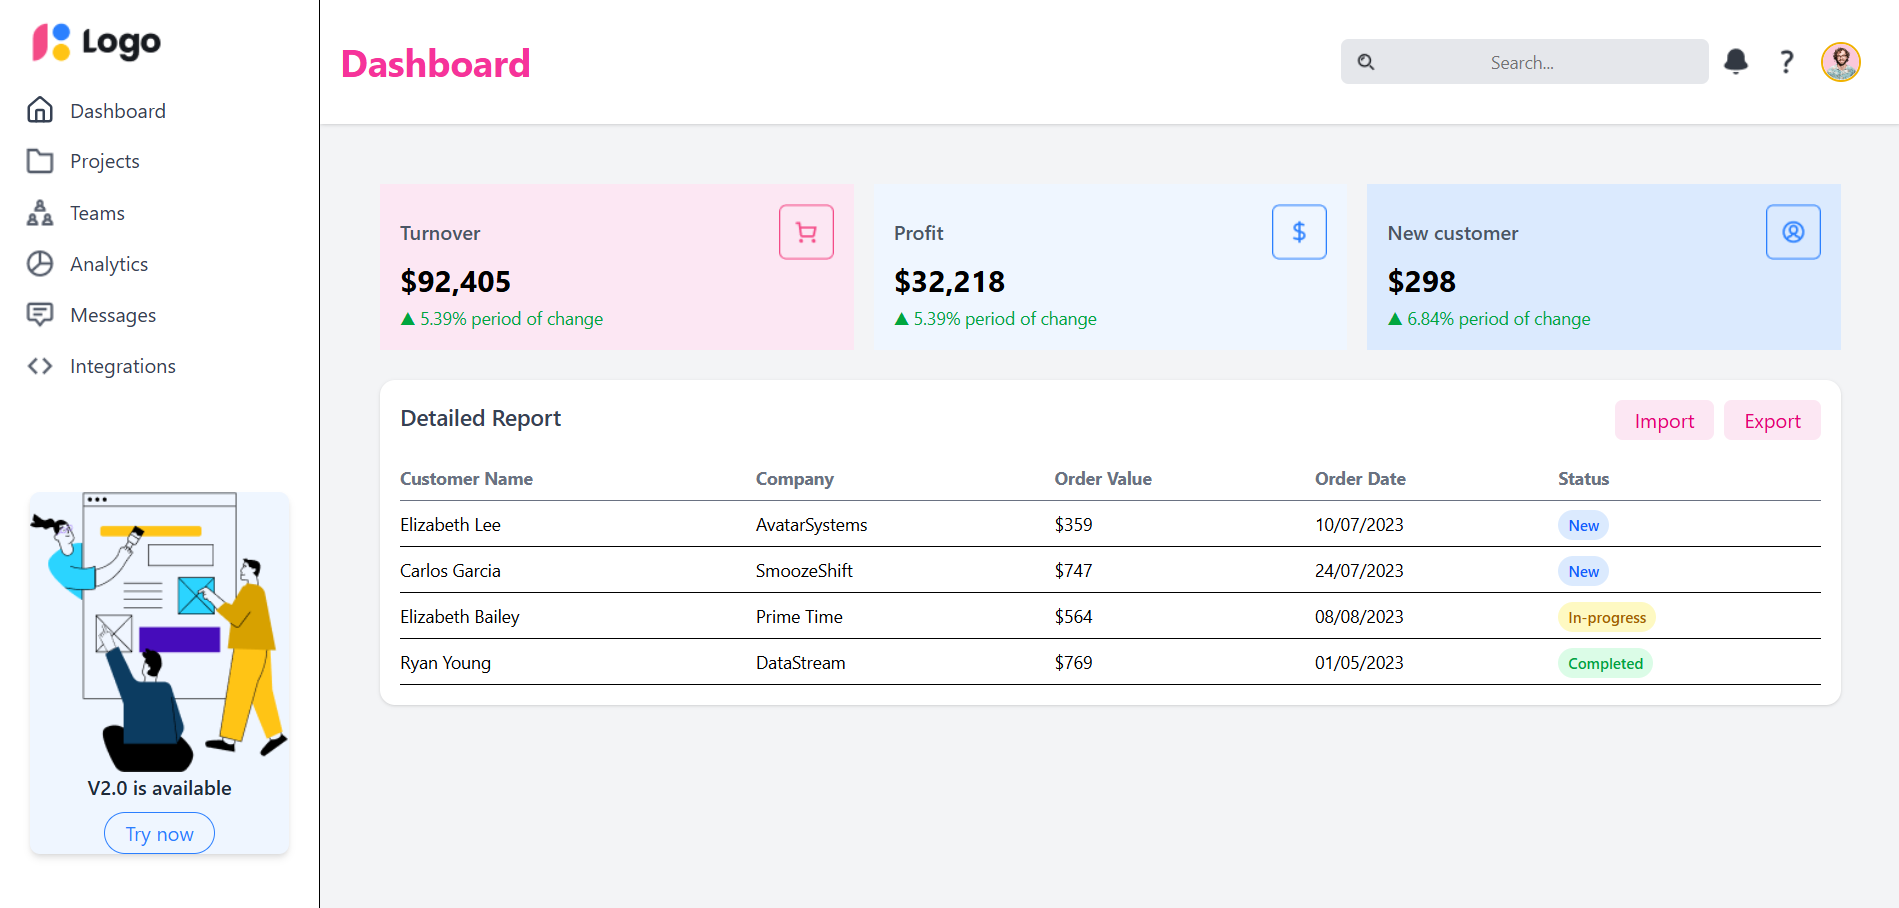 Logo
Dashboard
Projects
Teams
Analytics
Messages
Integrations
V2.0 is available
Try now
Dashboard
Search...
?
Turnover
$92,405
▲ 5.39% period of change
Profit
$
$32,218
▲ 5.39% period of change
New customer
$298
▲ 6.84% period of change
Detailed Report
Import Export
Customer Name Company Order Value Order Date Status
Elizabeth Lee AvatarSystems $359 10/07/2023 New
Carlos Garcia SmoozeShift $747 24/07/2023 New
Elizabeth Bailey Prime Time $564 08/08/2023 In-progress
Ryan Young DataStream $769 01/05/2023 Completed